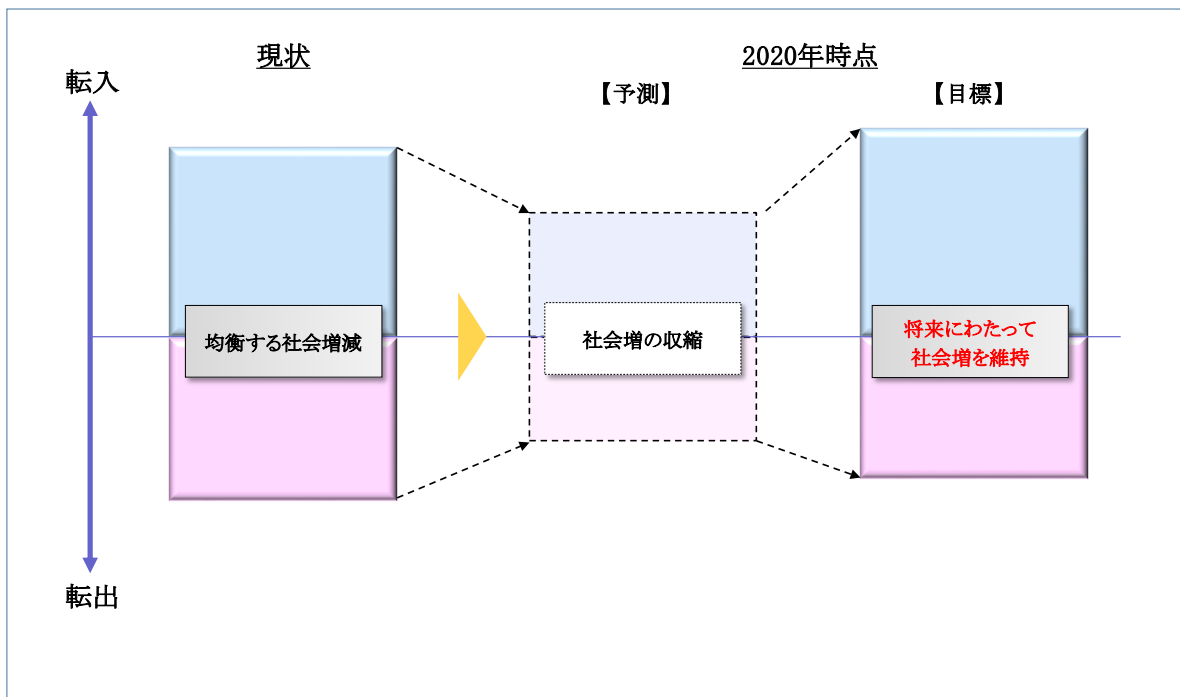 現状
2020年時点
転入
【予測】
【目標】
均衡する社会増減
社会増の収縮
将来にわたって
社会増を維持
転出